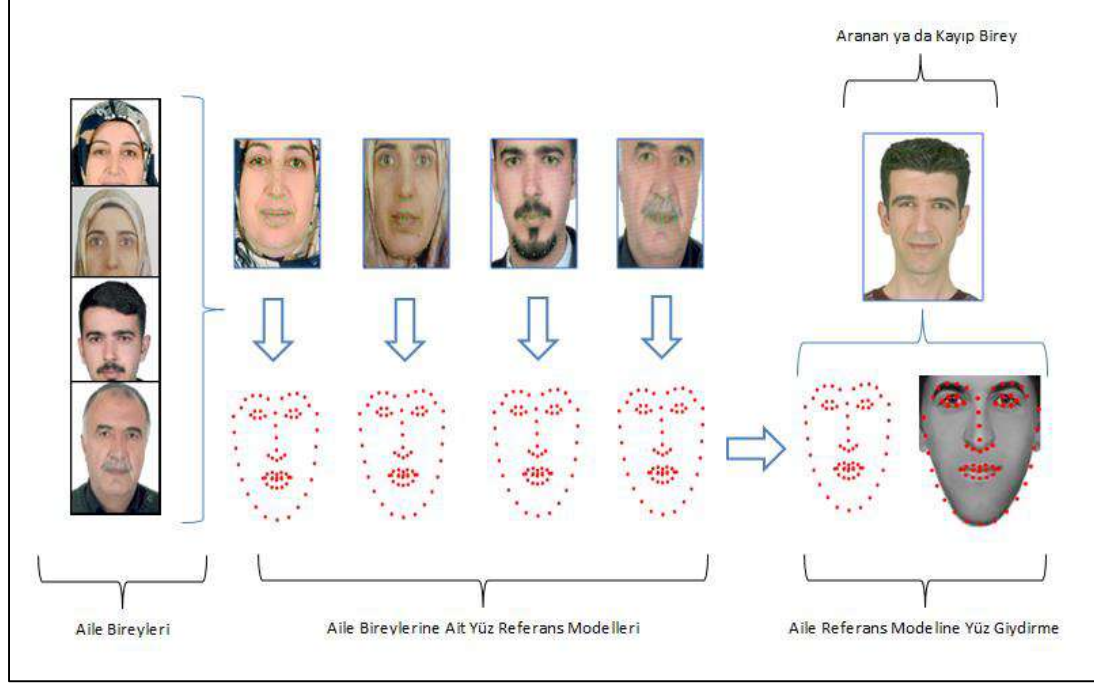 Aranan ya da Kayıp Birey
Aile Bireyleri
Aile Bireylerine Ait Yüz Referans Modelleri
Aile Referans Modeline Yüz Giydirme